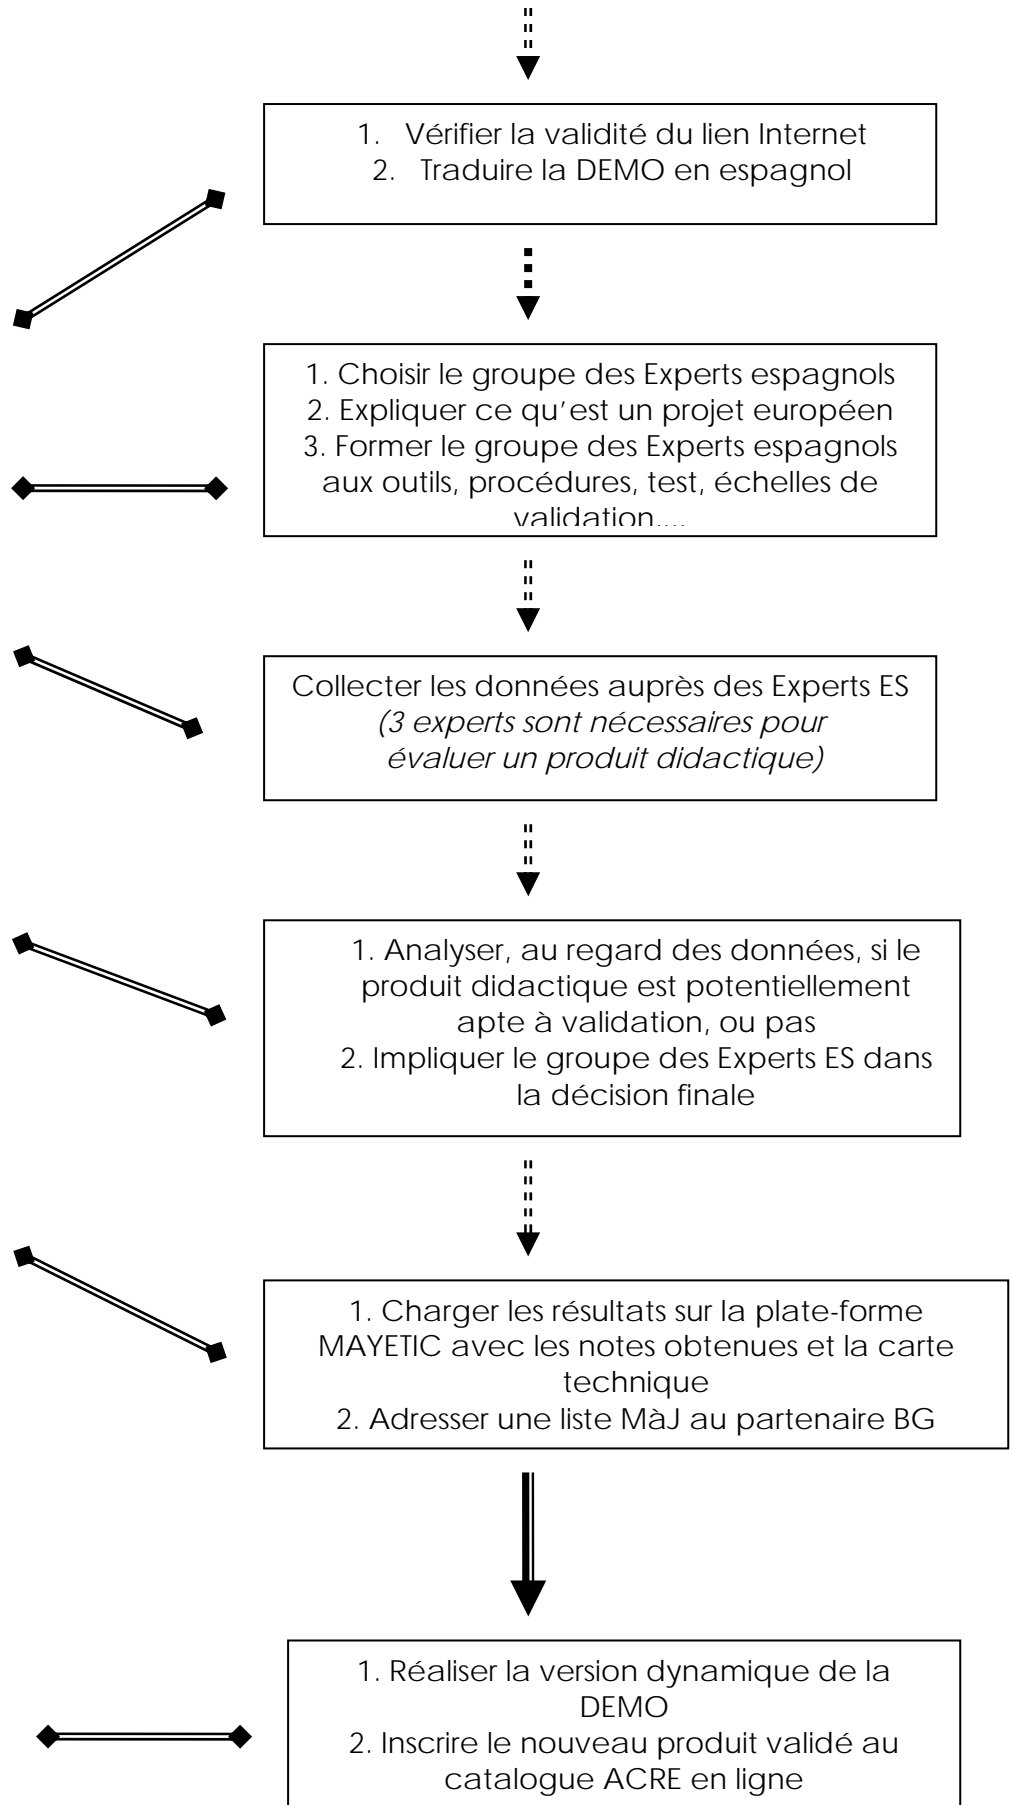 1. Vérifier la validité du lien Internet
2. Traduire la DEMO en espagnol
1. Choisir le groupe des Experts espagnols
2. Expliquer ce qu’est un projet européen
3. Former le groupe des Experts espagnols
aux outils, procédures, test, échelles de
validation....
Collecter les données auprès des Experts ES
(3 experts sont nécessaires pour
évaluer un produit didactique)
1. Analyser, au regard des données, si le
produit didactique est potentiellement
apte à validation, ou pas
2. Impliquer le groupe des Experts ES dans
la décision finale
1. Charger les résultats sur la plate-forme
MAYETIC avec les notes obtenues et la carte
technique
2. Adresser une liste MàJ au partenaire BG
1. Réaliser la version dynamique de la
DEMO
2. Inscrire le nouveau produit validé au
catalogue ACRE en ligne